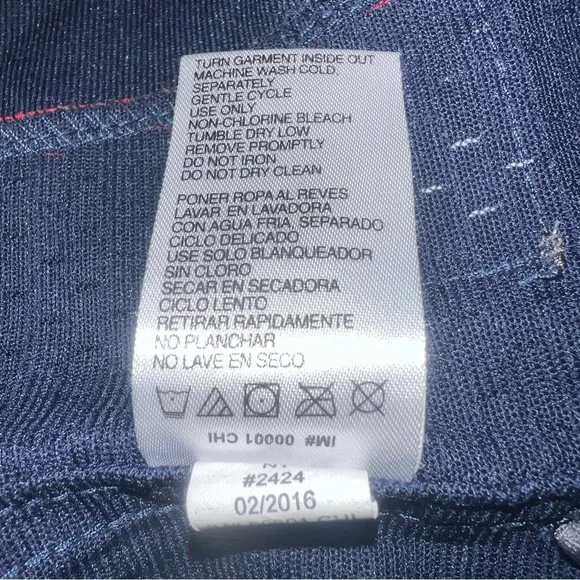 TURN GARMENT INSIDE OUT
MACHINE WASH COLD,
SEPARATELY
GENTLE CYCLE
USE ONLY
NON-CHLORINE BLEACH
TUMBLE DRY LOW
REMOVE PROMPTLY
DO NOT IRON
DO NOT DRY CLEAN
PONER ROPA AL REVES
LAVAR EN LAVADORA
CON AGUA FRIA, SEPARADO
CICLO DELICADO
USE SOLO BLANQUEADOR
SIN CLORO
SECAR EN SECADORA
CICLO LENTO
RETIRAR RAPIDAMENTE
NO PLANCHAR
NO LAVE EN SECO
IM# 00001 CHI
#2424
02/2016